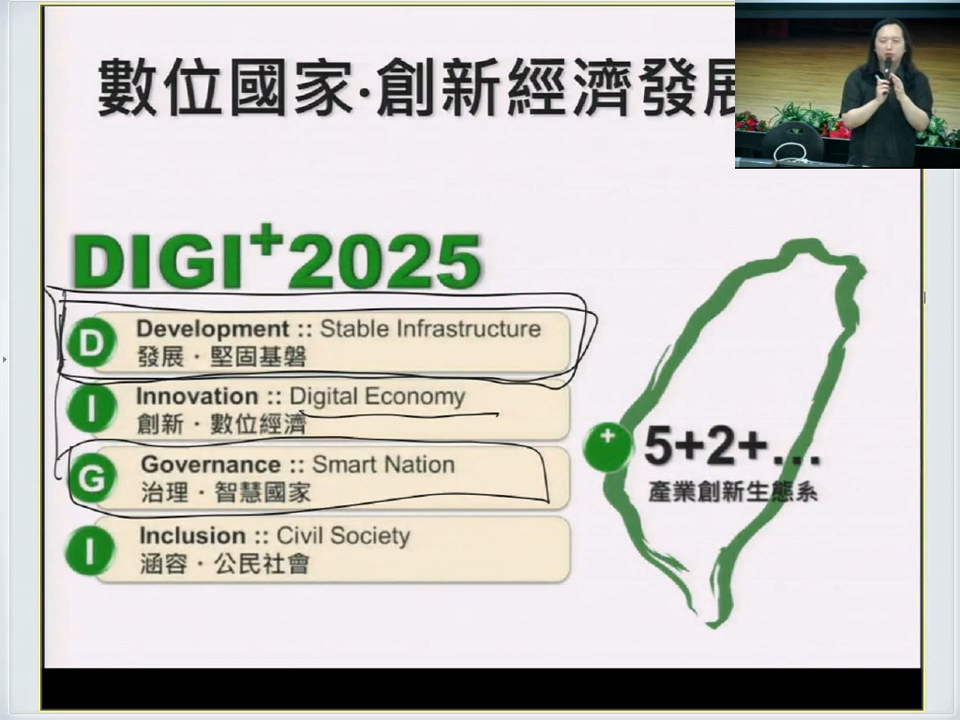 數位國家·創新經濟發展
DIGI+2025
D
Development :: Stable Infrastructure
發展·堅固基磐
I
Innovation :: Digital Economy
創新·數位經濟
G
Governance :: Smart Nation
治理·智慧國家
I
Inclusion :: Civil Society
涵容·公民社會
+
5+2+...
產業創新生態系